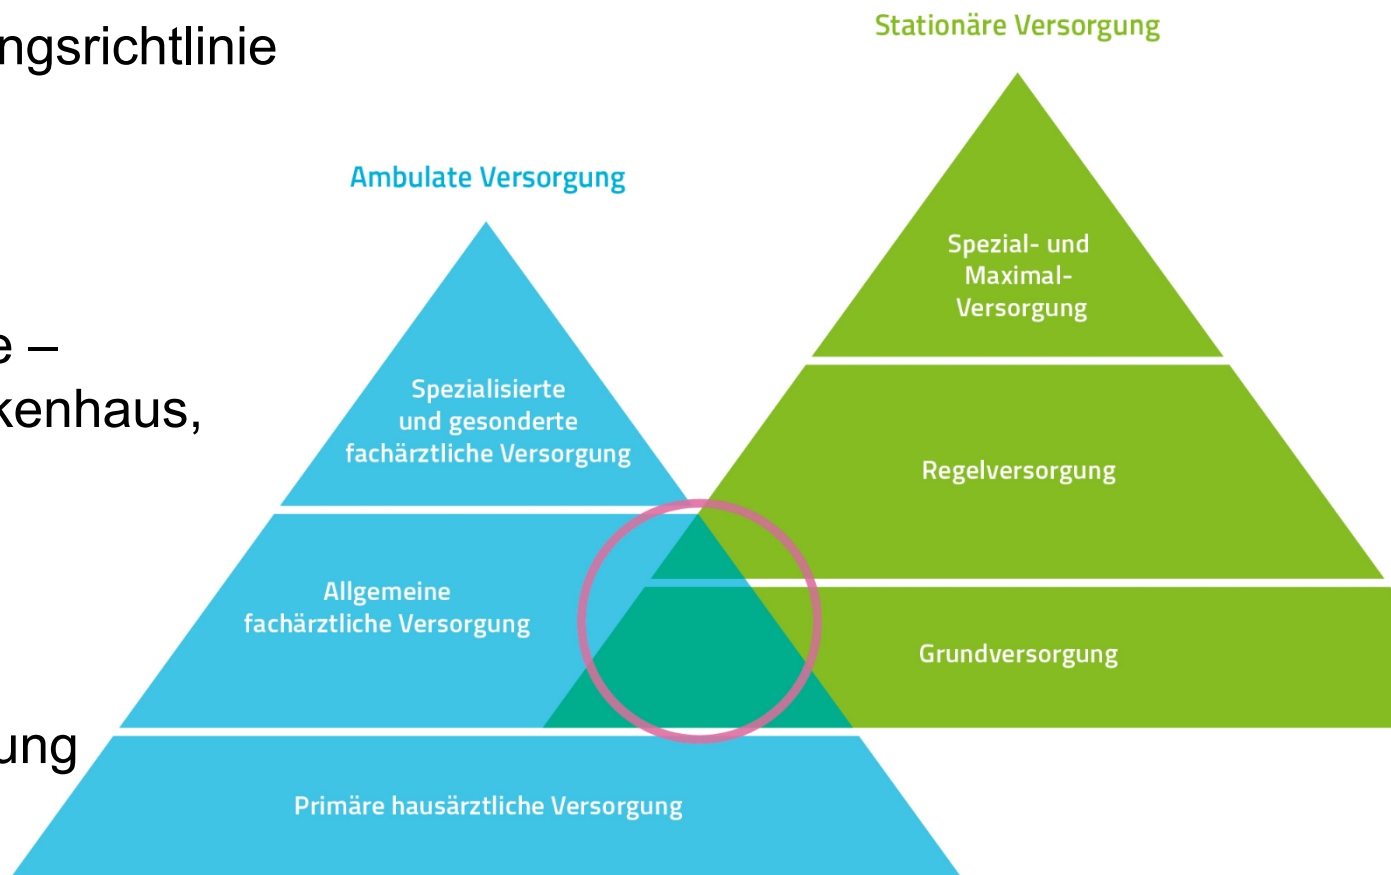 ngsrichtlinie
e –
kenhaus,
ung
Stationäre Versorgung
Ambulate Versorgung
Spezial- und
Maximal-
Versorgung
Spezialisierte
und gesonderte
fachärztliche Versorgung
Regelversorgung
Allgemeine
fachärztliche Versorgung
Grundversorgung
Primäre hausärztliche Versorgung